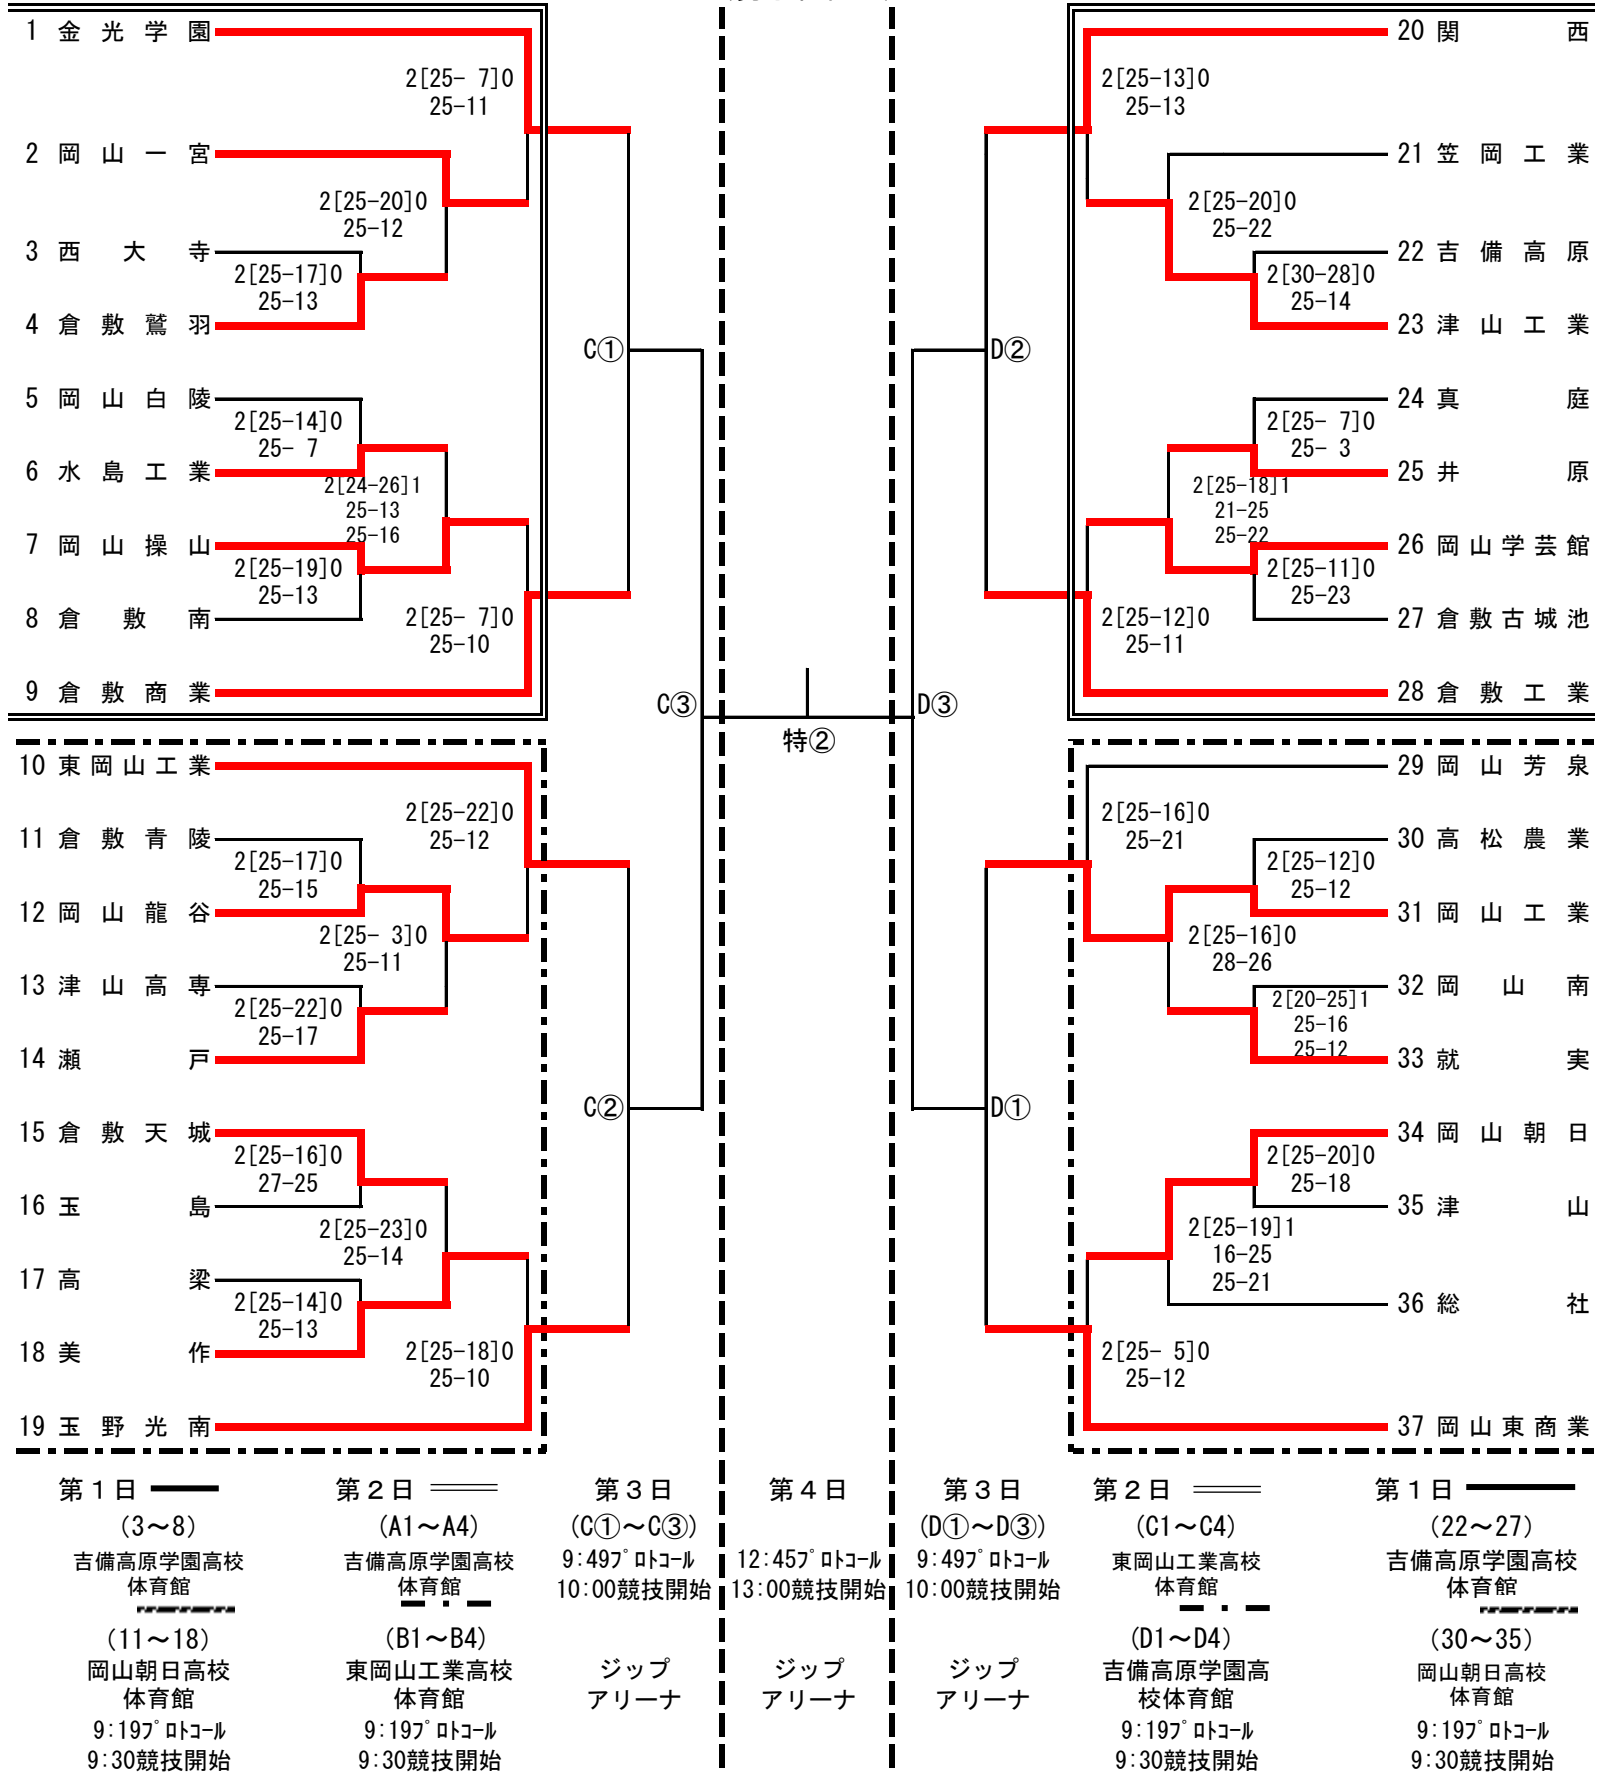 1 金光学園
2[25- 7]0
25-11
2 岡山一宮
2[25-20]0
25-12
3 西大寺
2[25-17]0
25-13
4 倉敷鷲羽
C①
5 岡山白陵
2[25-14]0
25- 7
6 水島工業
2[24-26]1
25-13
25-16
7 岡山操山
2[25-19]0
25-13
8 倉敷南
2[25- 7]0
25-10
9 倉敷商業
C③
特②
10 東岡山工業
2[25-22]0
25-12
11 倉敷青陵
2[25-17]0
25-15
12 岡山龍谷
2[25- 3]0
25-11
13 津山高専
2[25-22]0
25-17
14 瀬戸
C②
15 倉敷天城
2[25-16]0
27-25
16 玉島
2[25-23]0
25-14
17 高梁
2[25-14]0
25-13
18 美作
2[25-18]0
25-10
19 玉野光南
20 関西
2[25-13]0
25-13
21 笠岡工業
2[25-20]0
25-22
22 吉備高原
2[30-28]0
25-14
23 津山工業
D②
24 真庭
2[25- 7]0
25- 3
25 井原
2[25-18]1
21-25
25-22
26 岡山学芸館
2[25-11]0
25-23
27 倉敷古城池
2[25-12]0
25-11
28 倉敷工業
D③
29 岡山芳泉
2[25-16]0
25-21
30 高松農業
2[25-12]0
25-12
31 岡山工業
2[25-16]0
28-26
32 岡山南
2[20-25]1
25-16
25-12
33 就実
D①
34 岡山朝日
2[25-20]0
25-18
35 津山
2[25-19]1
16-25
25-21
36 総社
2[25- 5]0
25-12
37 岡山東商業
第1日
(3~8)
吉備高原学園高校
体育館
(11~18)
岡山朝日高校
体育館
9:19ﾌﾟﾛﾄｺｰﾙ
9:30競技開始
第2日
(A1~A4)
吉備高原学園高校
体育館
(B1~B4)
東岡山工業高校
体育館
9:19ﾌﾟﾛﾄｺｰﾙ
9:30競技開始
第3日
(C①~C③)
9:49ﾌﾟﾛﾄｺｰﾙ
10:00競技開始
ジップ
アリーナ
第4日
12:45ﾌﾟﾛﾄｺｰﾙ
13:00競技開始
ジップ
アリーナ
第3日
(D①~D③)
9:49ﾌﾟﾛﾄｺｰﾙ
10:00競技開始
ジップ
アリーナ
第2日
(C1~C4)
東岡山工業高校
体育館
(D1~D4)
吉備高原学園高
校体育館
9:19ﾌﾟﾛﾄｺｰﾙ
9:30競技開始
第1日
(22~27)
吉備高原学園高校
体育館
(30~35)
岡山朝日高校
体育館
9:19ﾌﾟﾛﾄｺｰﾙ
9:30競技開始